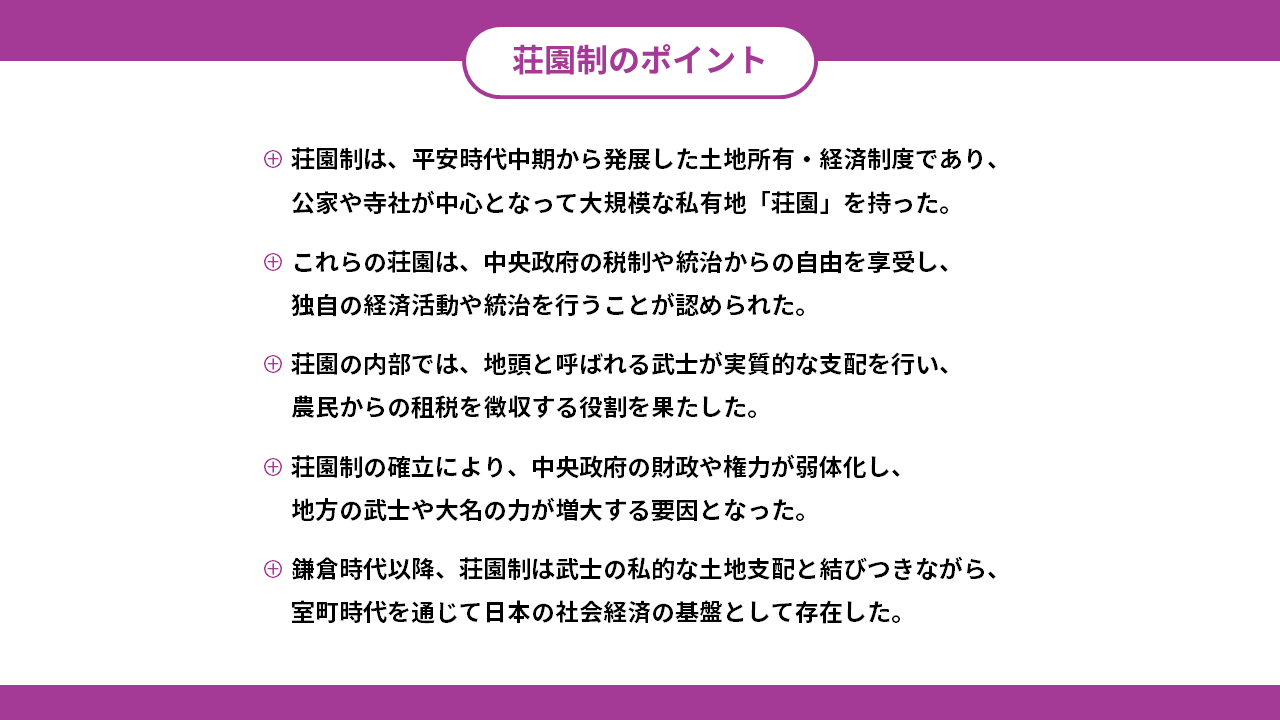 荘園制のポイント
⊕ 荘園制は、平安時代中期から発展した土地所有・経済制度であり、
公家や寺社が中心となって大規模な私有地「荘園」を持った。
⊕ これらの荘園は、中央政府の税制や統治からの自由を享受し、
独自の経済活動や統治を行うことが認められた。
⊕ 荘園の内部では、地頭と呼ばれる武士が実質的な支配を行い、
農民からの租税を徴収する役割を果たした。
⊕ 荘園制の確立により、中央政府の財政や権力が弱体化し、
地方の武士や大名の力が増大する要因となった。
⊕ 鎌倉時代以降、荘園制は武士の私的な土地支配と結びつきながら、
室町時代を通じて日本の社会経済の基盤として存在した。